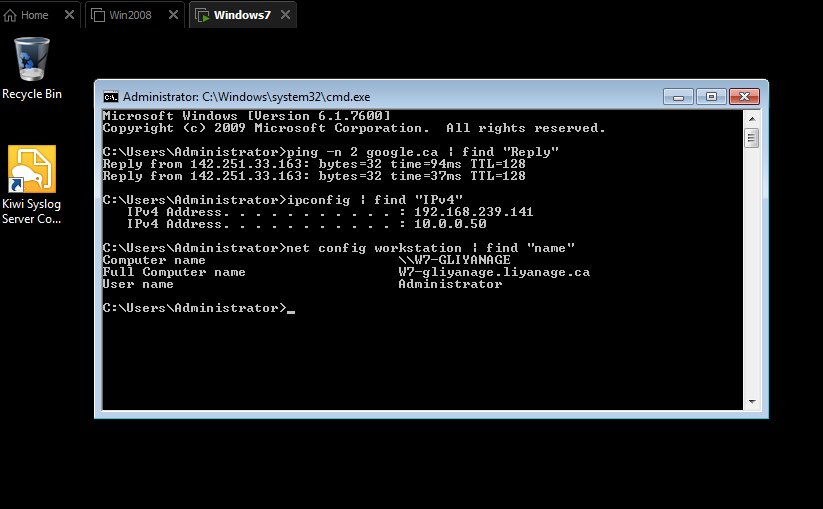 Home Win2008 Windows7
Recycle Bin
Kiwi Syslog
Server Co...
Administrator: C:\Windows\system32\cmd.exe
Microsoft Windows [Version 6.1.7600]
Copyright (c) 2009 Microsoft Corporation.  All rights reserved.
C:\Users\Administrator>ping -n 2 google.ca | find "Reply"
Reply from 142.251.33.163: bytes=32 time=94ms TTL=128
Reply from 142.251.33.163: bytes=32 time=37ms TTL=128
C:\Users\Administrator>ipconfig | find "IPv4"
   IPv4 Address. . . . . . . . . . . : 192.168.239.141
   IPv4 Address. . . . . . . . . . . : 10.0.0.50
C:\Users\Administrator>net config workstation | find "name"
Computer name                        \\W7-GLIYANAGE
Full Computer name                   W7-gliyanage.liyanage.ca
User name                            Administrator
C:\Users\Administrator>_